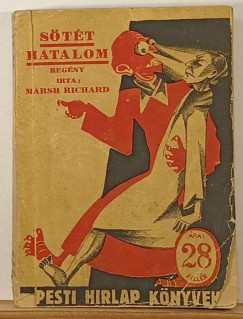 SÖTÉT
HATALOM
REGÉNY
IRTA:
MARSH RICHARD
ÁRA:
28
FILLÉR
PESTI HIRLAP KÖNYVEK